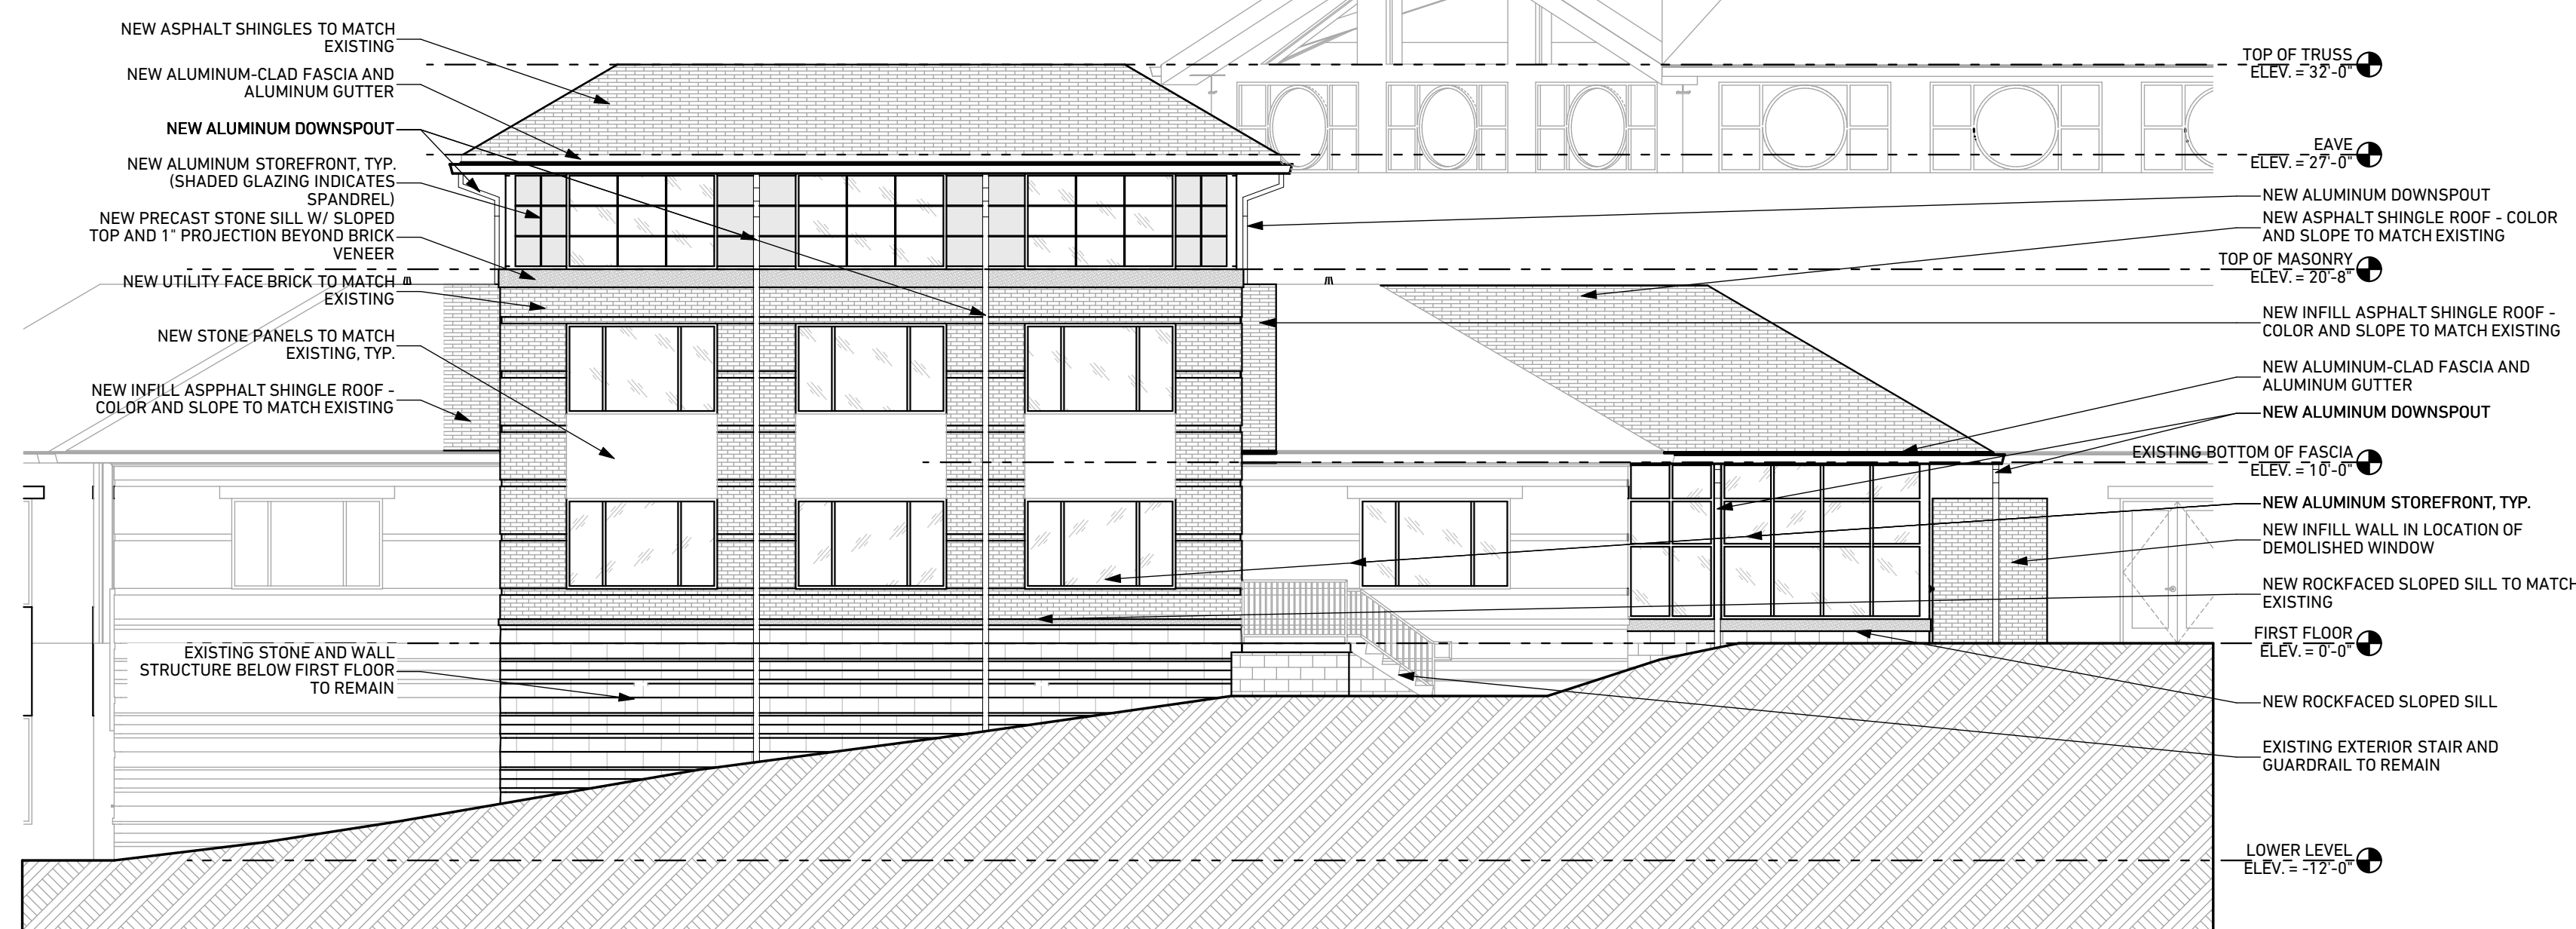 NEW ASPHALT SHINGLES TO MATCH
EXISTING
NEW ALUMINUM-CLAD FASCIA AND
ALUMINUM GUTTER
NEW ALUMINUM DOWNSPOUT
NEW ALUMINUM STOREFRONT, TYP.
(SHADED GLAZING INDICATES
SPANDREL)
NEW PRECAST STONE SILL W/ SLOPED
TOP AND 1" PROJECTION BEYOND BRICK
VENEER
NEW UTILITY FACE BRICK TO MATCH
EXISTING
NEW STONE PANELS TO MATCH
EXISTING, TYP.
NEW INFILL ASPPHALT SHINGLE ROOF -
COLOR AND SLOPE TO MATCH EXISTING
EXISTING STONE AND WALL
STRUCTURE BELOW FIRST FLOOR
TO REMAIN
TOP OF TRUSS
ELEV. = 32'-0"
EAVE
ELEV. = 27'-0"
NEW ALUMINUM DOWNSPOUT
NEW ASPHALT SHINGLE ROOF - COLOR
AND SLOPE TO MATCH EXISTING
TOP OF MASONRY
ELEV. = 20'-8"
NEW INFILL ASPHALT SHINGLE ROOF -
COLOR AND SLOPE TO MATCH EXISTING
NEW ALUMINUM-CLAD FASCIA AND
ALUMINUM GUTTER
NEW ALUMINUM DOWNSPOUT
EXISTING BOTTOM OF FASCIA
ELEV. = 10'-0"
NEW ALUMINUM STOREFRONT, TYP.
NEW INFILL WALL IN LOCATION OF
DEMOLISHED WINDOW
NEW ROCKFACED SLOPED SILL TO MATCH
EXISTING
FIRST FLOOR
ELEV. = 0'-0"
NEW ROCKFACED SLOPED SILL
EXISTING EXTERIOR STAIR AND
GUARDRAIL TO REMAIN
LOWER LEVEL
ELEV. = -12'-0"